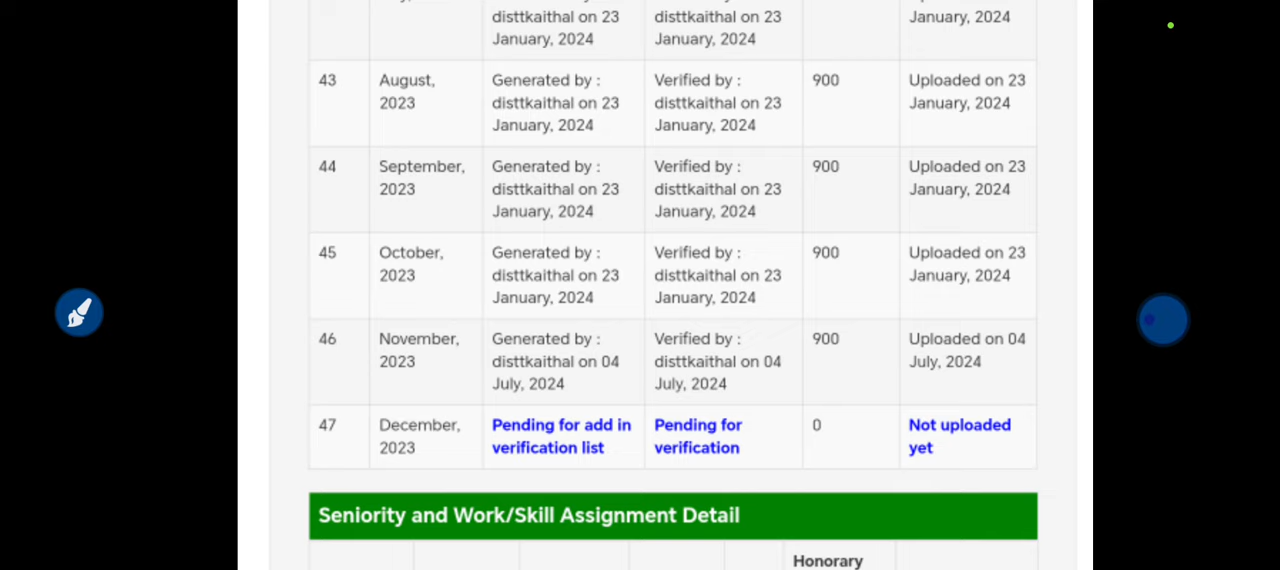 disttkaithal on 23 disttkaithal on 23 January, 2024
January, 2024 January, 2024
43 August, 2023 Generated by : disttkaithal on 23 January, 2024 Verified by : disttkaithal on 23 January, 2024 900 Uploaded on 23 January, 2024
44 September, 2023 Generated by : disttkaithal on 23 January, 2024 Verified by : disttkaithal on 23 January, 2024 900 Uploaded on 23 January, 2024
45 October, 2023 Generated by : disttkaithal on 23 January, 2024 Verified by : disttkaithal on 23 January, 2024 900 Uploaded on 23 January, 2024
46 November, 2023 Generated by : disttkaithal on 04 July, 2024 Verified by : disttkaithal on 04 July, 2024 900 Uploaded on 04 July, 2024
47 December, 2023 Pending for add in verification list Pending for verification 0 Not uploaded yet
Seniority and Work/Skill Assignment Detail
Honorary